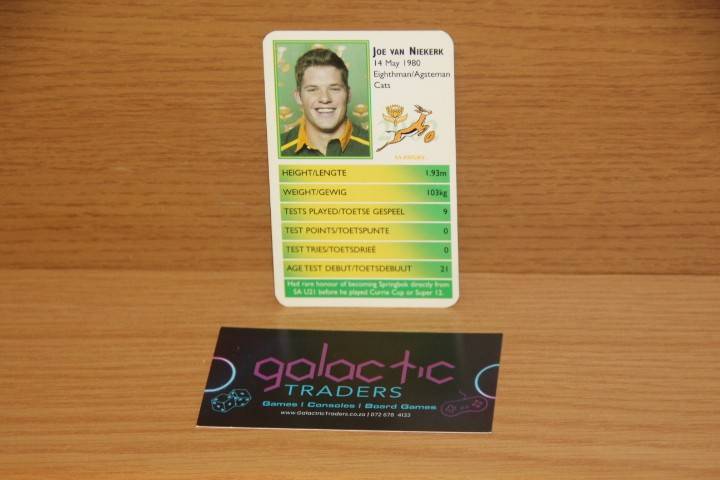 JOE VAN NIEKERK
14 May 1980
Eighthman/Agsteman
Cats
SA RUGBY
HEIGHT/LENGTE 1.93m
WEIGHT/GEWIG 103kg
TESTS PLAYED/TOETSE GESPEEL 9
TEST POINTS/TOETSPUNTE 0
TEST TRIES/TOETSDRIEË 0
AGE TEST DEBUT/TOETSDEBUUT 21
Had rare honour of becoming Springbok directly from
SA U21 before he played Currie Cup or Super 12.
galactic
TRADERS
Games | Consoles | Board Games
www.GalacticTraders.co.za | 072 678 4133